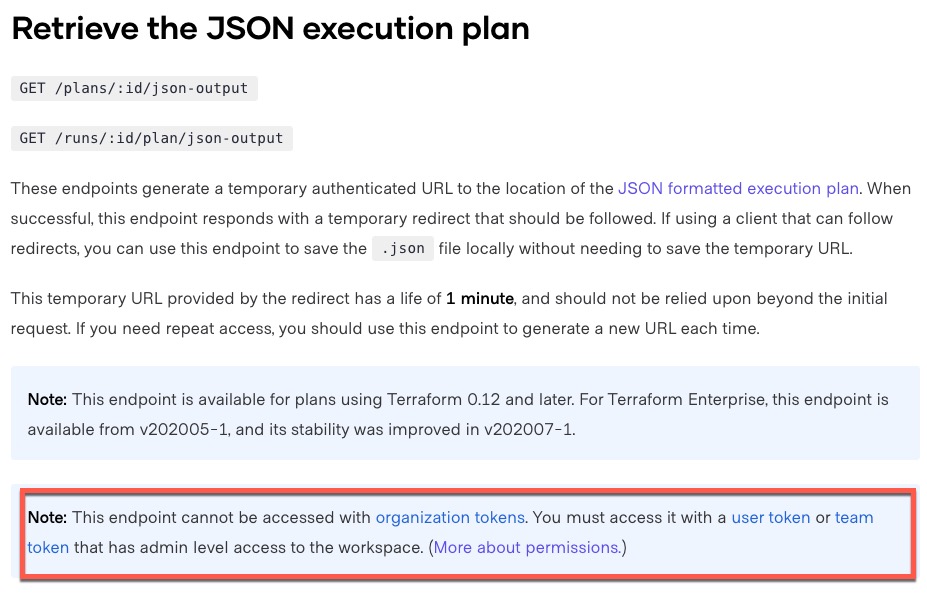 Retrieve the JSON execution plan
GET /plans/:id/json-output
GET /runs/:id/plan/json-output
These endpoints generate a temporary authenticated URL to the location of the JSON formatted execution plan. When
successful, this endpoint responds with a temporary redirect that should be followed. If using a client that can follow
redirects, you can use this endpoint to save the .json file locally without needing to save the temporary URL.
This temporary URL provided by the redirect has a life of 1 minute, and should not be relied upon beyond the initial
request. If you need repeat access, you should use this endpoint to generate a new URL each time.
Note: This endpoint is available for plans using Terraform 0.12 and later. For Terraform Enterprise, this endpoint is
available from v202005-1, and its stability was improved in v202007-1.
Note: This endpoint cannot be accessed with organization tokens. You must access it with a user token or team
token that has admin level access to the workspace. (More about permissions.)